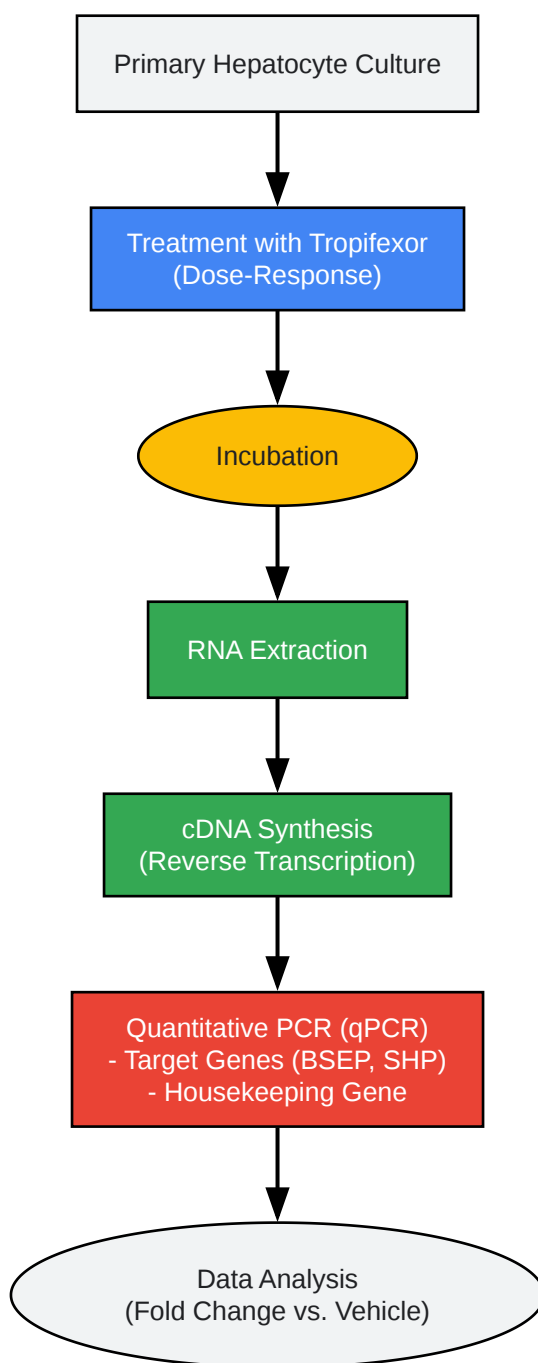 Primary Hepatocyte Culture
Treatment with Tropifexor
(Dose-Response)
Incubation
RNA Extraction
cDNA Synthesis
(Reverse Transcription)
Quantitative PCR (qPCR)
- Target Genes (BSEP, SHP)
- Housekeeping Gene
Data Analysis
(Fold Change vs. Vehicle)